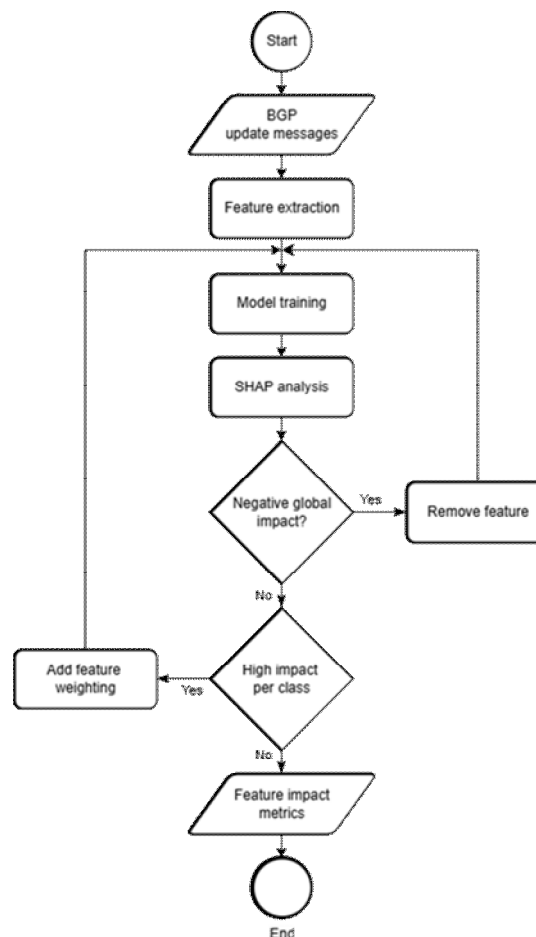 Start
BGP
update messages
Feature extraction
Model training
SHAP analysis
Negative global
impact?
Yes
Remove feature
No
High impact
per class
Yes
Add feature
weighting
No
Feature impact
metrics
End